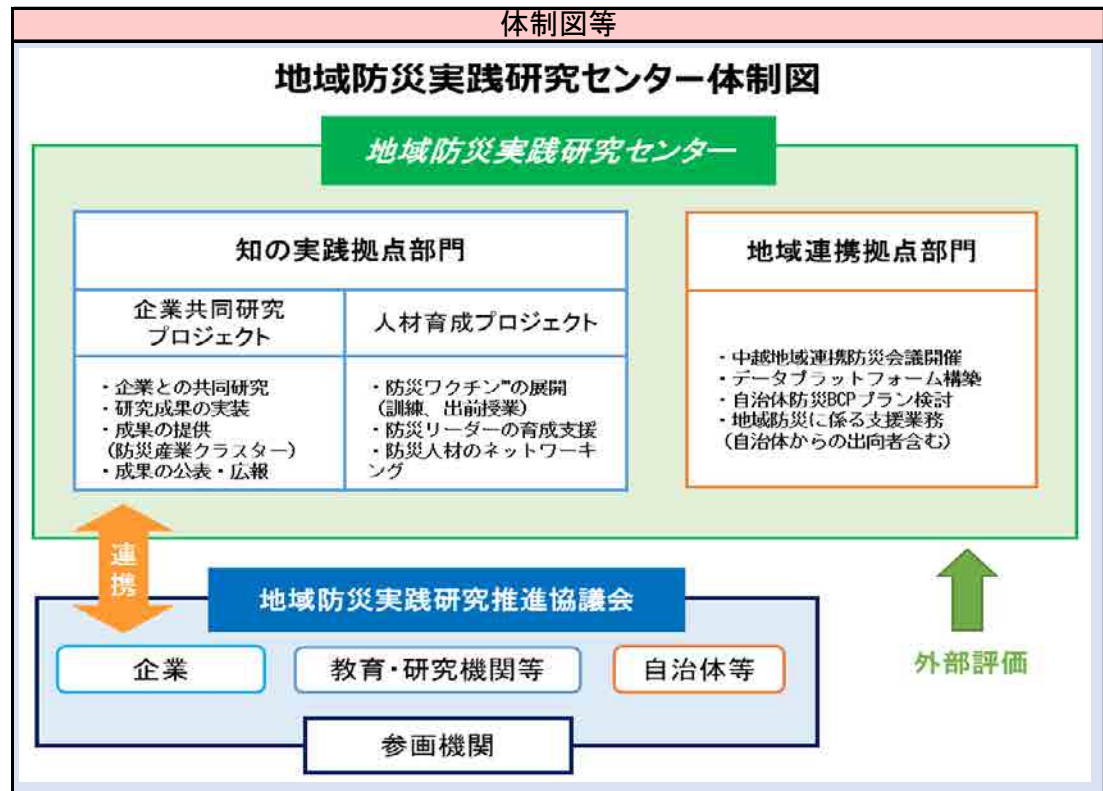 体制図等
地域防災実践研究センター体制図
地域防災実践研究センター
知の実践拠点部門
企業共同研究
プロジェクト
・企業との共同研究
・研究成果の実装
・成果の提供
(防災産業クラスター)
・成果の公表・広報
人材育成プロジェクト
・防災ワクチン™の展開
(訓練、出前授業)
・防災リーダーの育成支援
・防災人材のネットワーキ
ング
地域連携拠点部門
・中越地域連携防災会議開催
・データプラットフォーム構築
・自治体防災BCPプラン検討
・地域防災に係る支援業務
(自治体からの出向者含む)
連携
地域防災実践研究推進協議会
企業
教育・研究機関等
自治体等
参画機関
外部評価